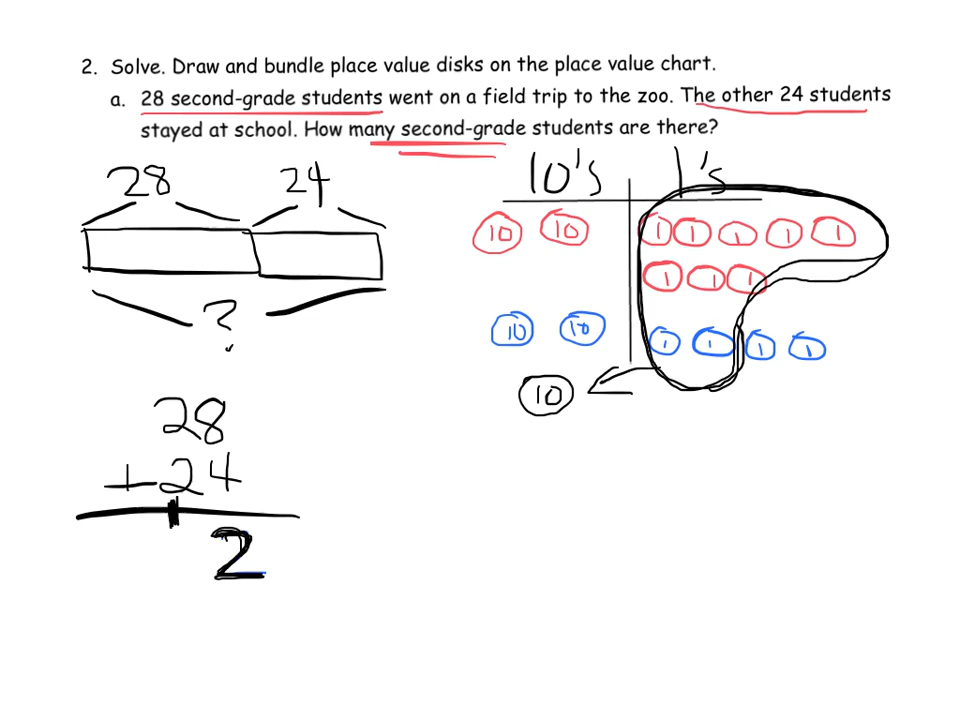 2. Solve. Draw and bundle place value disks on the place value chart.
a. 28 second-grade students went on a field trip to the zoo. The other 24 students
stayed at school. How many second-grade students are there?
28 24
?
10's 1's
10 10 1 1 1 1 1
1 1 1
10 10 1 1 1 1
10
28
+24
1
2